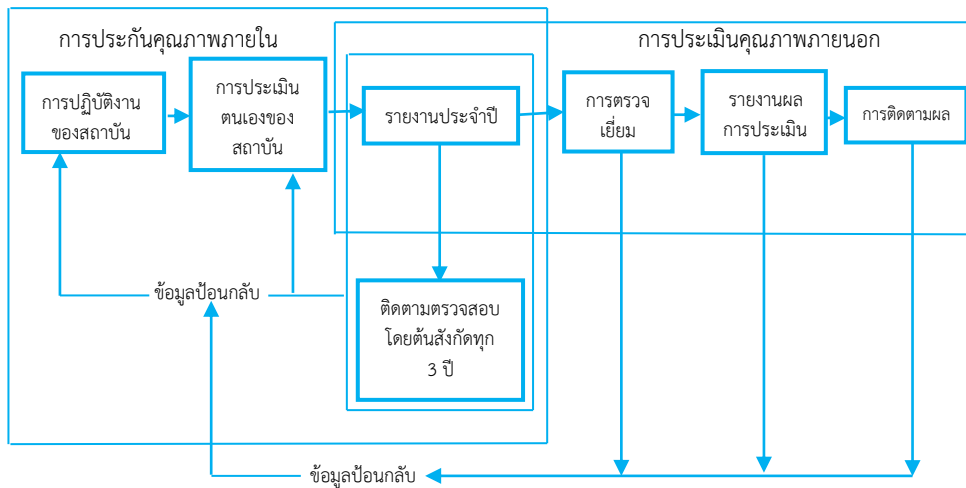 การประกันคุณภาพภายใน
การประเมินคุณภาพภายนอก
การปฏิบัติงาน
ของสถาบัน
การประเมิน
ตนเองของ
สถาบัน
รายงานประจำปี
การตรวจ
เยี่ยม
รายงานผล
การประเมิน
การติดตามผล
ข้อมูลป้อนกลับ
ติดตามตรวจสอบ
โดยต้นสังกัดทุก
3 ปี
ข้อมูลป้อนกลับ